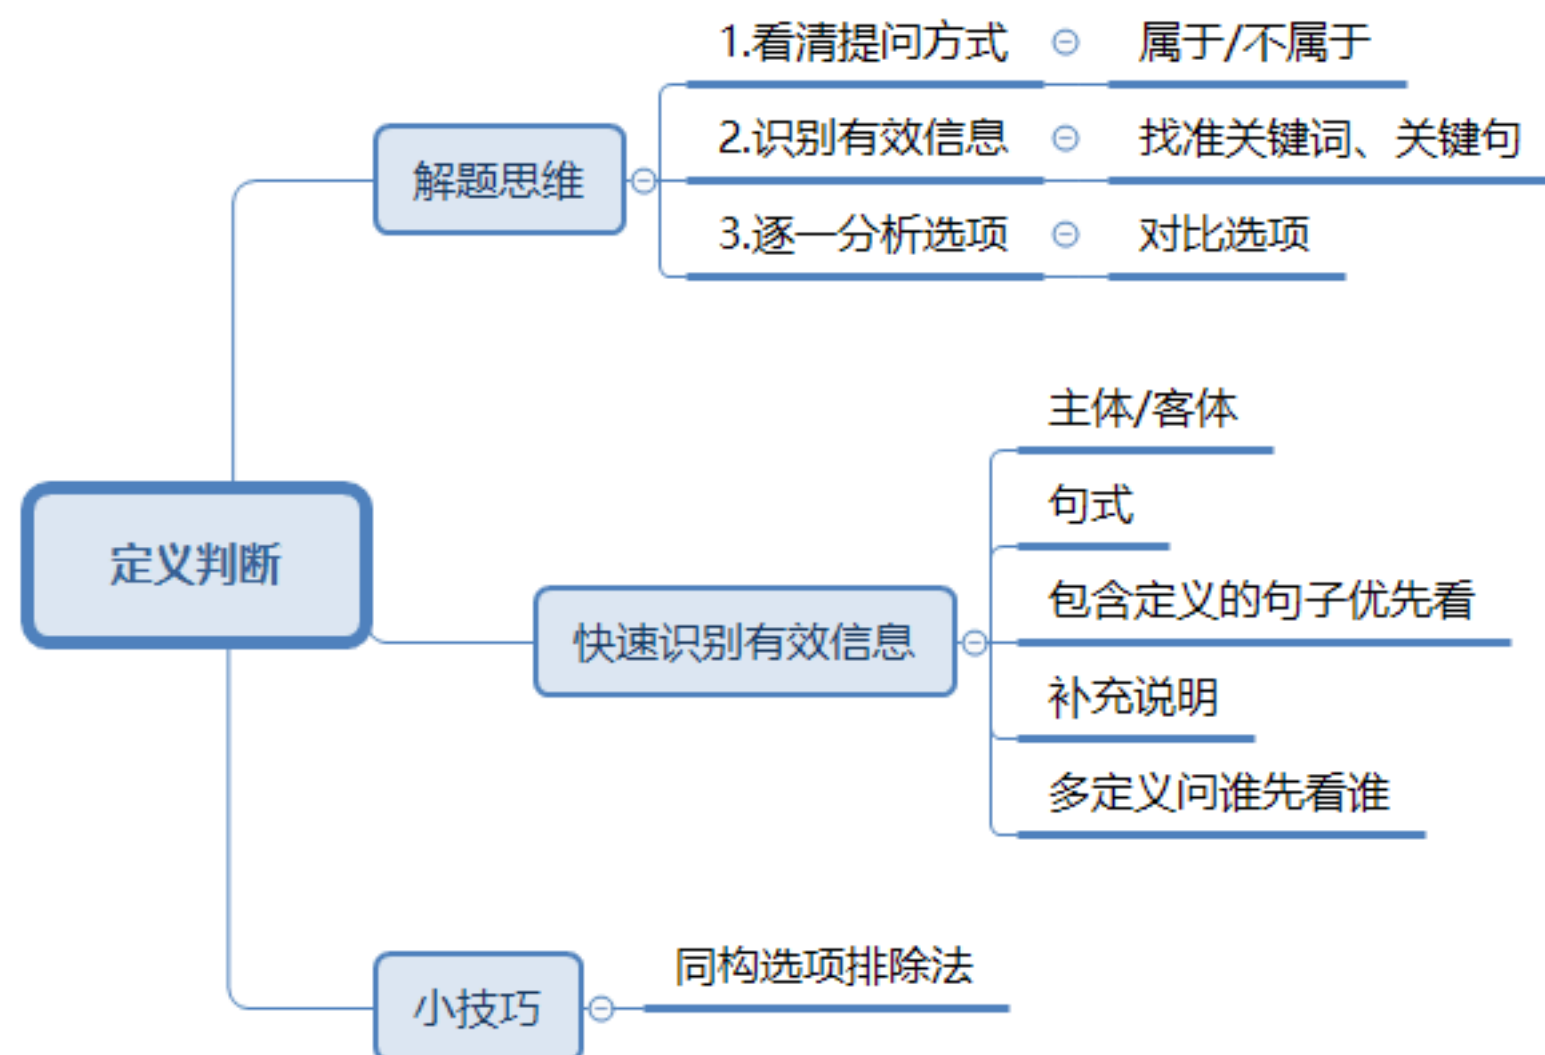 1.看清提问方式
属于/不属于
2.识别有效信息
找准关键词、关键句
解题思维
3.逐一分析选项
对比选项
主体/客体
句式
定义判断
包含定义的句子优先看
快速识别有效信息
补充说明
多定义问谁先看谁
同构选项排除法
小技巧